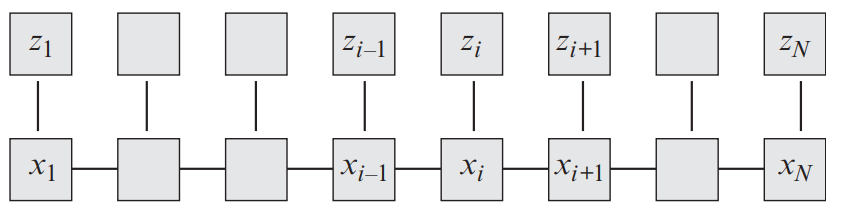 z1 zi–1 zi zi+1 zN
x1 xi–1 xi xi+1 xN